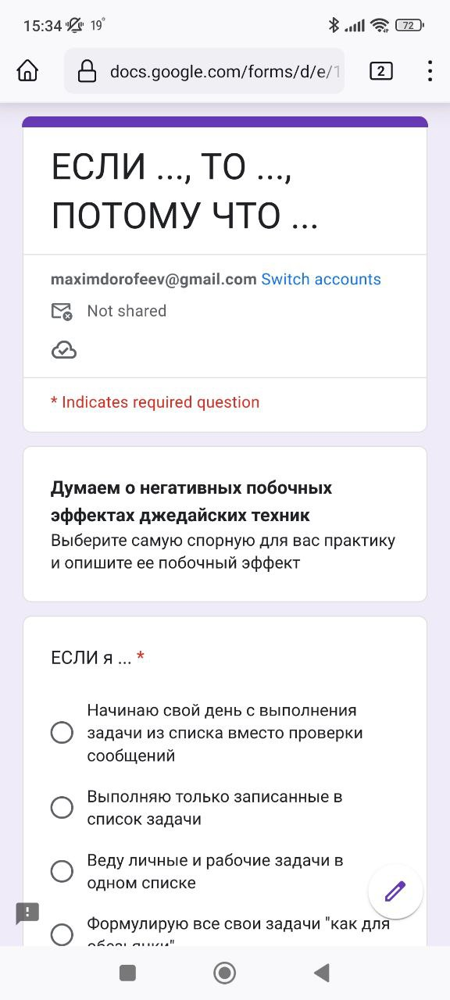 15:34 19°
72
docs.google.com/forms/d/e/1
2
ЕСЛИ ..., ТО ...,
ПОТОМУ ЧТО ...
maximdorofeev@gmail.com Switch accounts
Not shared
* Indicates required question
Думаем о негативных побочных
эффектах джедайских техник
Выберите самую спорную для вас практику
и опишите ее побочный эффект
ЕСЛИ я ... *
Начинаю свой день с выполнения
задачи из списка вместо проверки
сообщений
Выполняю только записанные в
список задачи
Веду личные и рабочие задачи в
одном списке
Формулирую все свои задачи "как для
обезьянки"